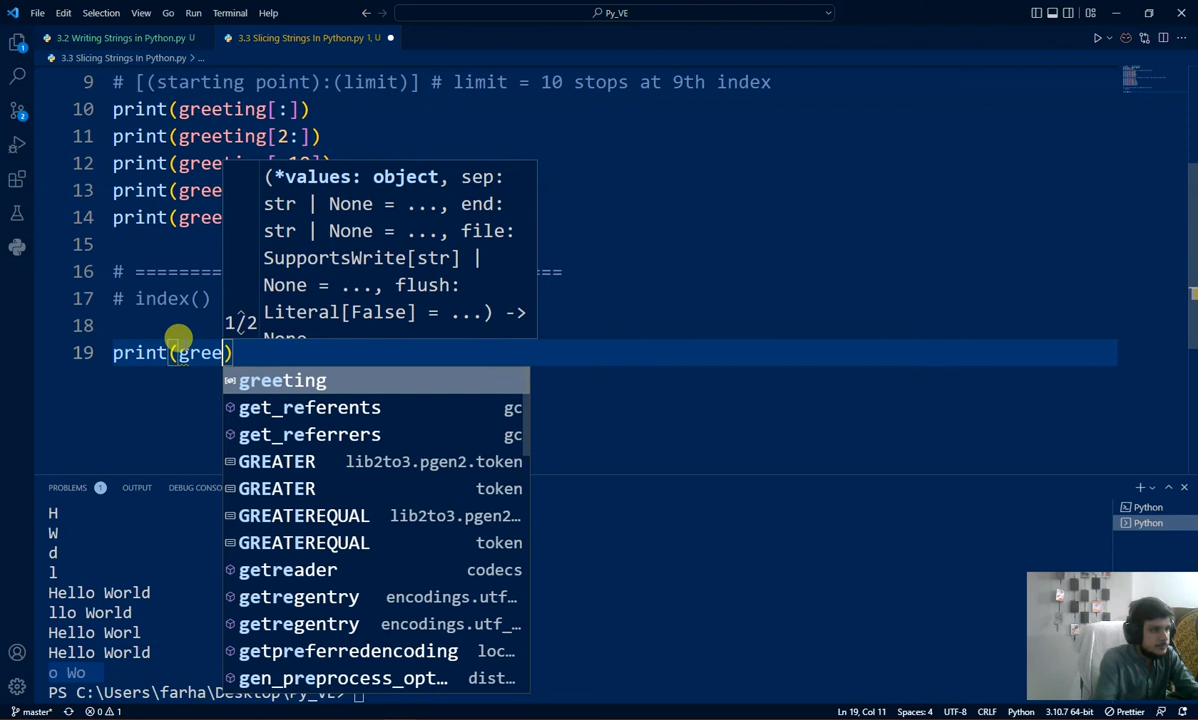 File Edit Selection View Go Run Terminal Help
Py_VE
3.2 Writing Strings in Python.py
3.3 Slicing Strings In Python.py 1, U
3.3 Slicing Strings In Python.py > ...
9 # [(starting point):(limit)] # limit = 10 stops at 9th index
10 print(greeting[:])
11 print(greeting[2:])
12 print(greeting[:10])
13 print(gree
14 print(gree
15
16 # ===================================
17 # index()
18
19 print(gree)
(*values: object, sep:
str | None = ..., end:
str | None = ..., file:
SupportsWrite[str] |
None = ..., flush:
Literal[False] = ...) ->
None
1/2
greeting
get_referents gc
get_referrers gc
GREATER lib2to3.pgen2.token
GREATER token
GREATEREQUAL lib2to3.pgen2...
GREATEREQUAL token
getreader codecs
getregentry encodings.utf_...
getregentry encodings.utf_...
getpreferredencoding loc...
gen_preprocess_opt... dist...
PROBLEMS 1 OUTPUT DEBUG CONSO
H
W
d
l
Hello World
llo World
Hello Worl
Hello World
o Wo
PS C:\Users\farha\Desktop\Py_VE>
Python
Python
master* 0 1 Ln 19, Col 11 Spaces: 4 UTF-8 CRLF Python 3.10.7 64-bit Prettier